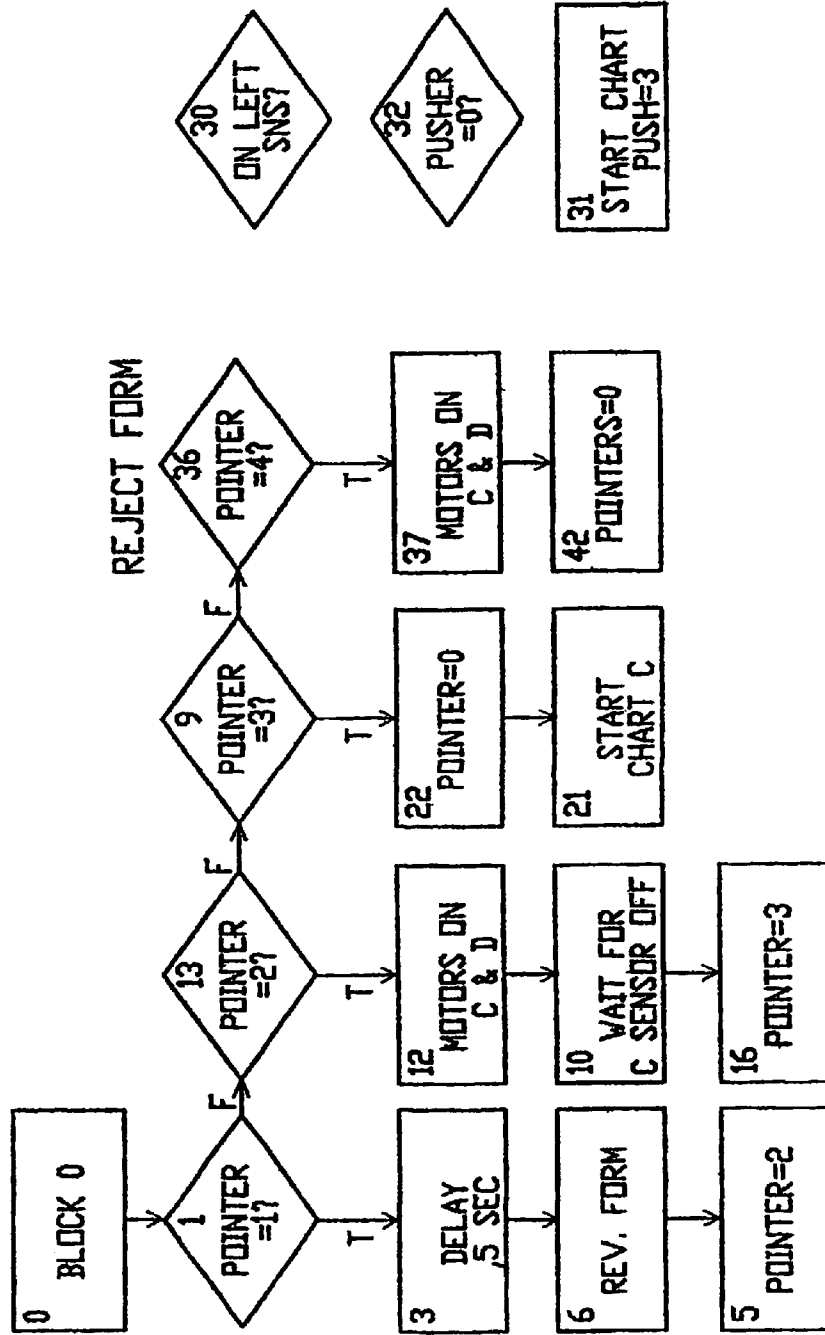 0
BLOCK 0
1
POINTER
=1?
F
T
3
DELAY
,5 SEC
6
REV. FORM
5
POINTER=2
13
POINTER
=2?
F
T
12
MOTORS ON
C & D
10
WAIT FOR
C SENSOR OFF
16
POINTER=3
9
POINTER
=3?
F
T
22
POINTER=0
21
START
CHART C
REJECT FORM
36
POINTER
=4?
T
37
MOTORS ON
C & D
42
POINTERS=0
30
ON LEFT
SNS?
32
PUSHER
=0?
31
START CHART
PUSH=3